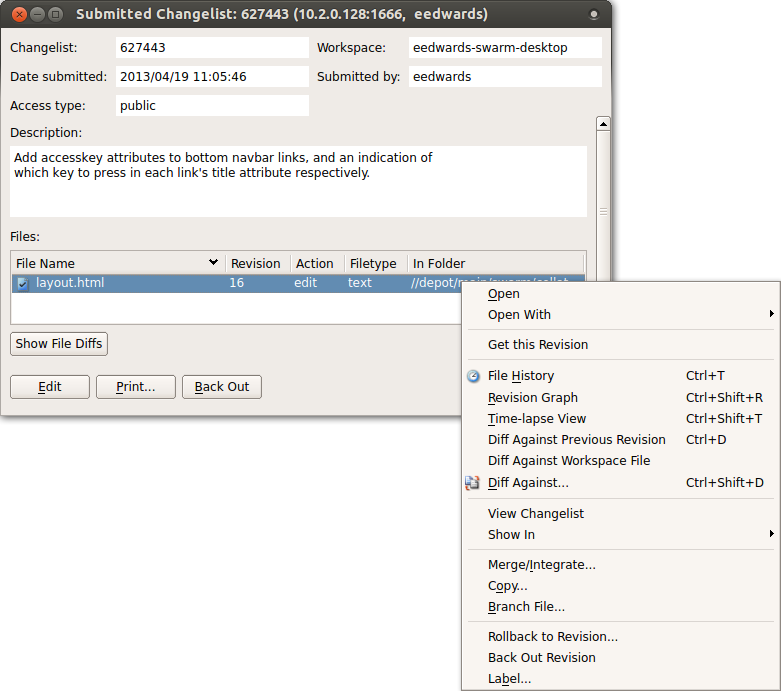 Submitted Changelist: 627443 (10.2.0.128:1666, eedwards)
Changelist: 627443 Workspace: eedwards-swarm-desktop
Date submitted: 2013/04/19 11:05:46 Submitted by: eedwards
Access type: public
Description:
Add accesskey attributes to bottom navbar links, and an indication of
which key to press in each link's title attribute respectively.
Files:
File Name Revision Action Filetype In Folder
layout.html 16 edit text
Show File Diffs
Edit Print... Back Out
Open
Open With
Get this Revision
File History Ctrl+T
Revision Graph Ctrl+Shift+R
Time-lapse View Ctrl+Shift+T
Diff Against Previous Revision Ctrl+D
Diff Against Workspace File
Diff Against... Ctrl+Shift+D
View Changelist
Show In
Merge/Integrate...
Copy...
Branch File...
Rollback to Revision...
Back Out Revision
Label...